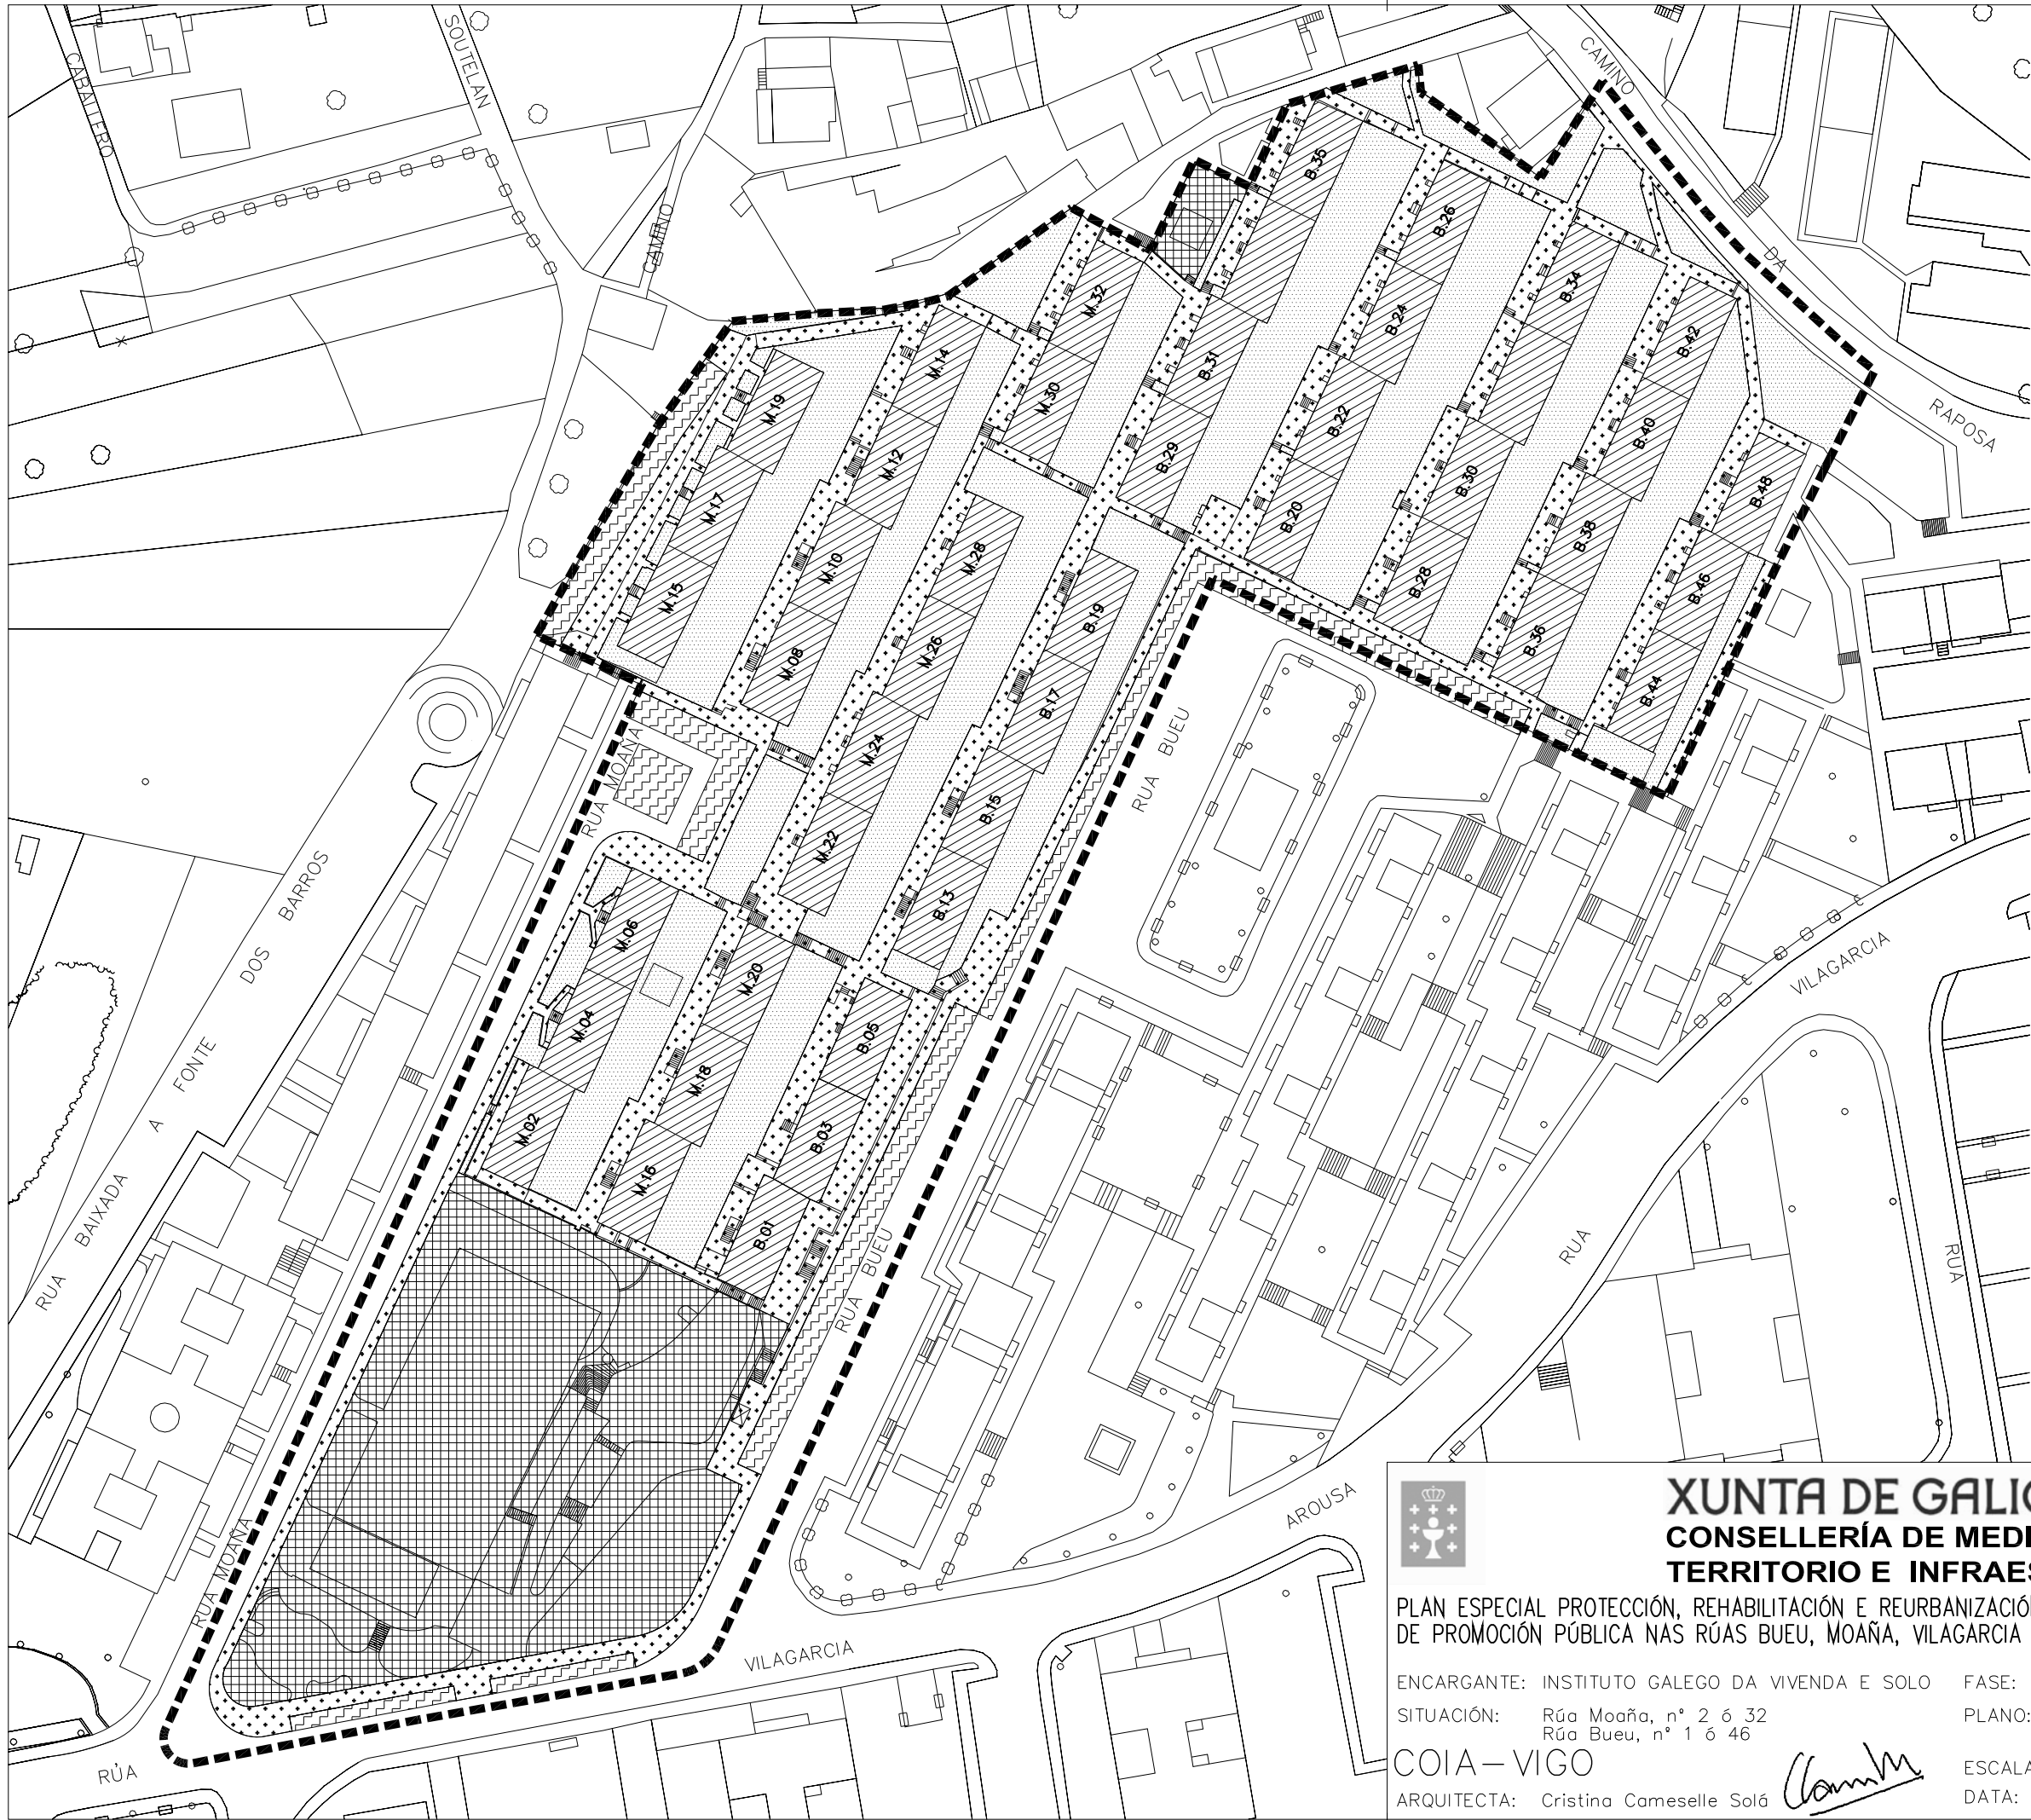 CABALERO
SOUTELAN
CAMINO
CAMINO
DA
RAPOSA
B.35
B.26
B.34
B.42
M.32
B.31
B.24
M.14
M.30
B.22
B.40
M.19
M.12
B.29
B.30
B.48
M.17
M.28
B.20
B.38
M.10
M.15
B.19
B.28
B.46
M.08
M.26
B.17
B.36
B.44
M.24
B.15
M.22
B.13
M.06
M.20
M.04
B.05
M.18
M.02
B.03
M.16
B.01
RUA MOAÑA
RUA BUEU
RUA BAIXADA A FONTE DOS BARROS
RUA BUEU
RUA MOAÑA
RÚA
VILAGARCIA
AROUSA
RUA
VILAGARCIA
RUA
XUNTA DE GALIC
CONSELLERÍA DE MEDI
TERRITORIO E INFRAES
PLAN ESPECIAL PROTECCIÓN, REHABILITACIÓN E REURBANIZACIÓN
DE PROMOCIÓN PÚBLICA NAS RÚAS BUEU, MOAÑA, VILAGARCIA
ENCARGANTE: INSTITUTO GALEGO DA VIVENDA E SOLO FASE:
SITUACIÓN: Rúa Moaña, nº 2 ó 32 PLANO:
Rúa Bueu, nº 1 ó 46
COIA-VIGO ESCALA
ARQUITECTA: Cristina Cameselle Solá DATA: